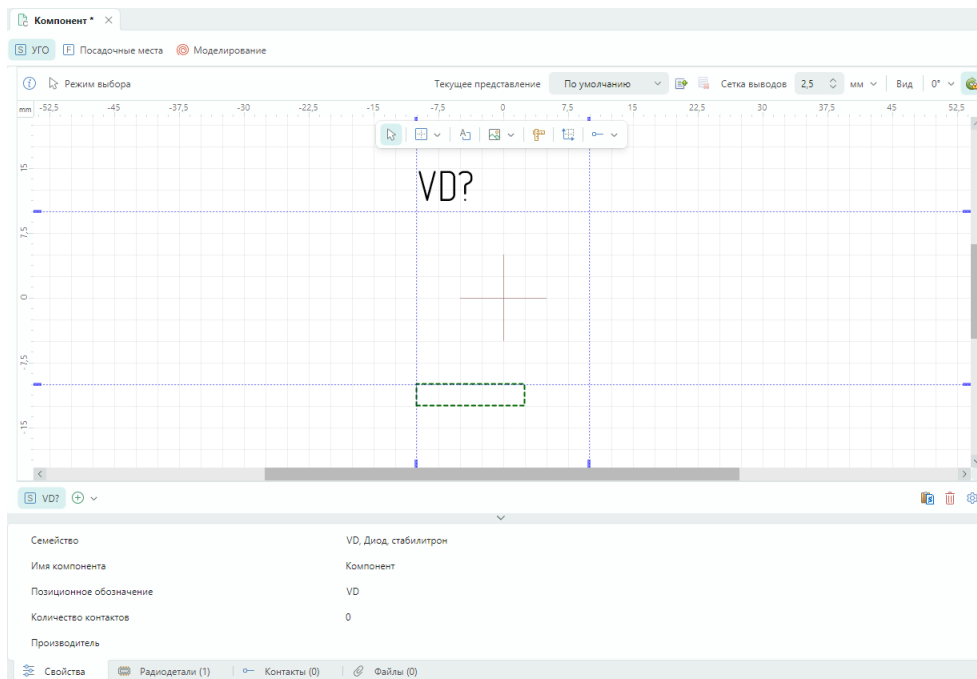 Компонент *
УГО Посадочные места Моделирование
Режим выбора Текущее представление По умолчанию Сетка выводов 2,5 мм Вид 0°
mm -52,5 -45 -37,5 -30 -22,5 -15 -7,5 0 7,5 15 22,5 30 37,5 45 52,5
15
VD?
7,5
0
-7,5
-15
VD?
Семейство VD, Диод, стабилитрон
Имя компонента Компонент
Позиционное обозначение VD
Количество контактов 0
Производитель
Свойства Радиодетали (1) Контакты (0) Файлы (0)